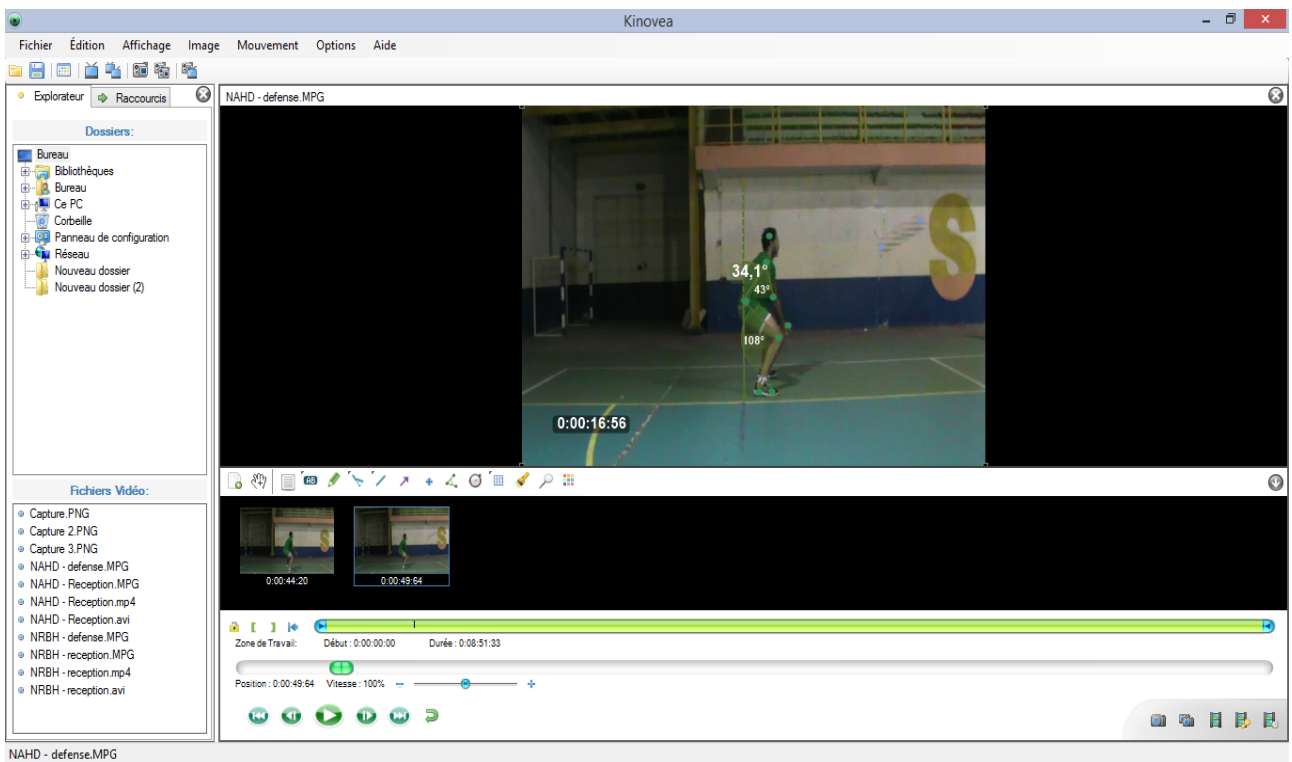 Kinovea
Fichier Édition Affichage Image Mouvement Options Aide
Explorateur Raccourcis
NAHD - defense.MPG
Dossiers:
Bureau
Bibliothèques
Bureau
Ce PC
Corbeille
Panneau de configuration
Réseau
Nouveau dossier
Nouveau dossier (2)
S
34,1°
43°
108°
0:00:16:56
AB
Fichiers Vidéo:
Capture.PNG
Capture 2.PNG
Capture 3.PNG
NAHD - defense.MPG
NAHD - Reception.MPG
NAHD - Reception.mp4
NAHD - Reception.avi
NRBH - defense.MPG
NRBH - reception.MPG
NRBH - reception.mp4
NRBH - reception.avi
0:00:44:20 0:00:49:64
Zone de Travail: Début : 0:00:00:00 Durée : 0:08:51:33
Position : 0:00:49:64 Vitesse : 100%
NAHD - defense.MPG